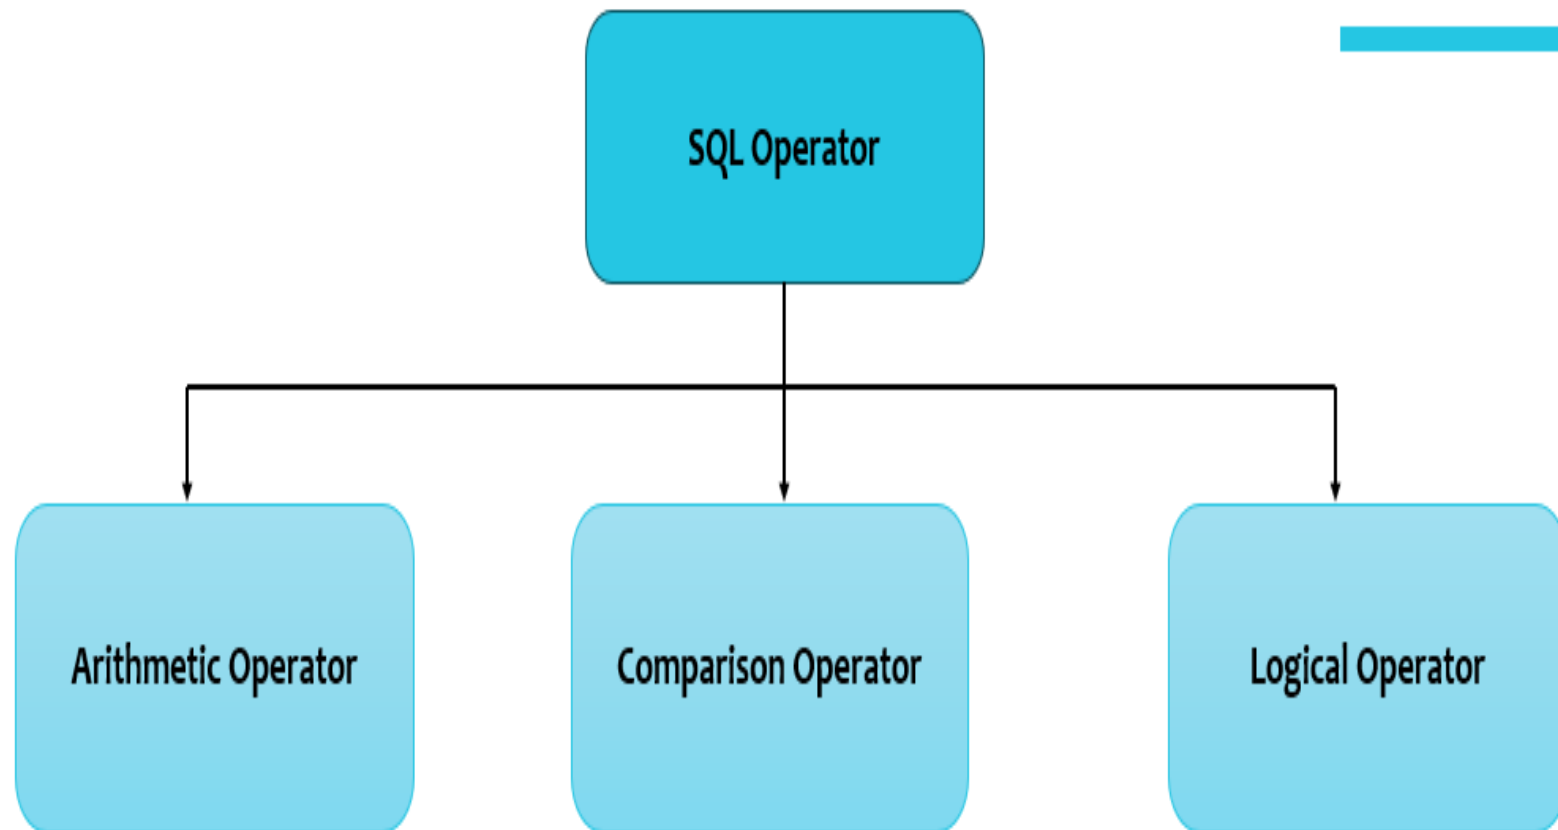 SQL Operator
Arithmetic Operator
Comparison Operator
Logical Operator